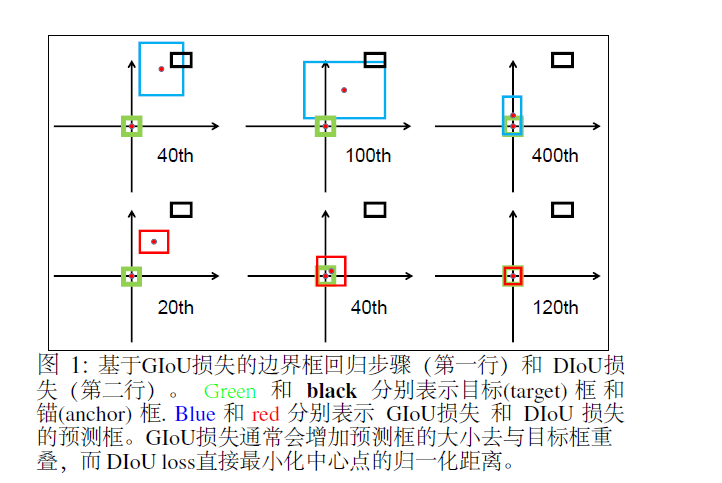 40th
100th
400th
20th
40th
120th
图 1: 基于GIoU损失的边界框回归步骤（第一行）和 DIoU损
失（第二行）。 Green 和 black 分别表示目标(target) 框 和
锚(anchor) 框. Blue 和 red 分别表示 GIoU损失 和 DIoU 损失
的预测框。GIoU损失通常会增加预测框的大小去与目标框重
叠，而 DIoU loss直接最小化中心点的归一化距离。